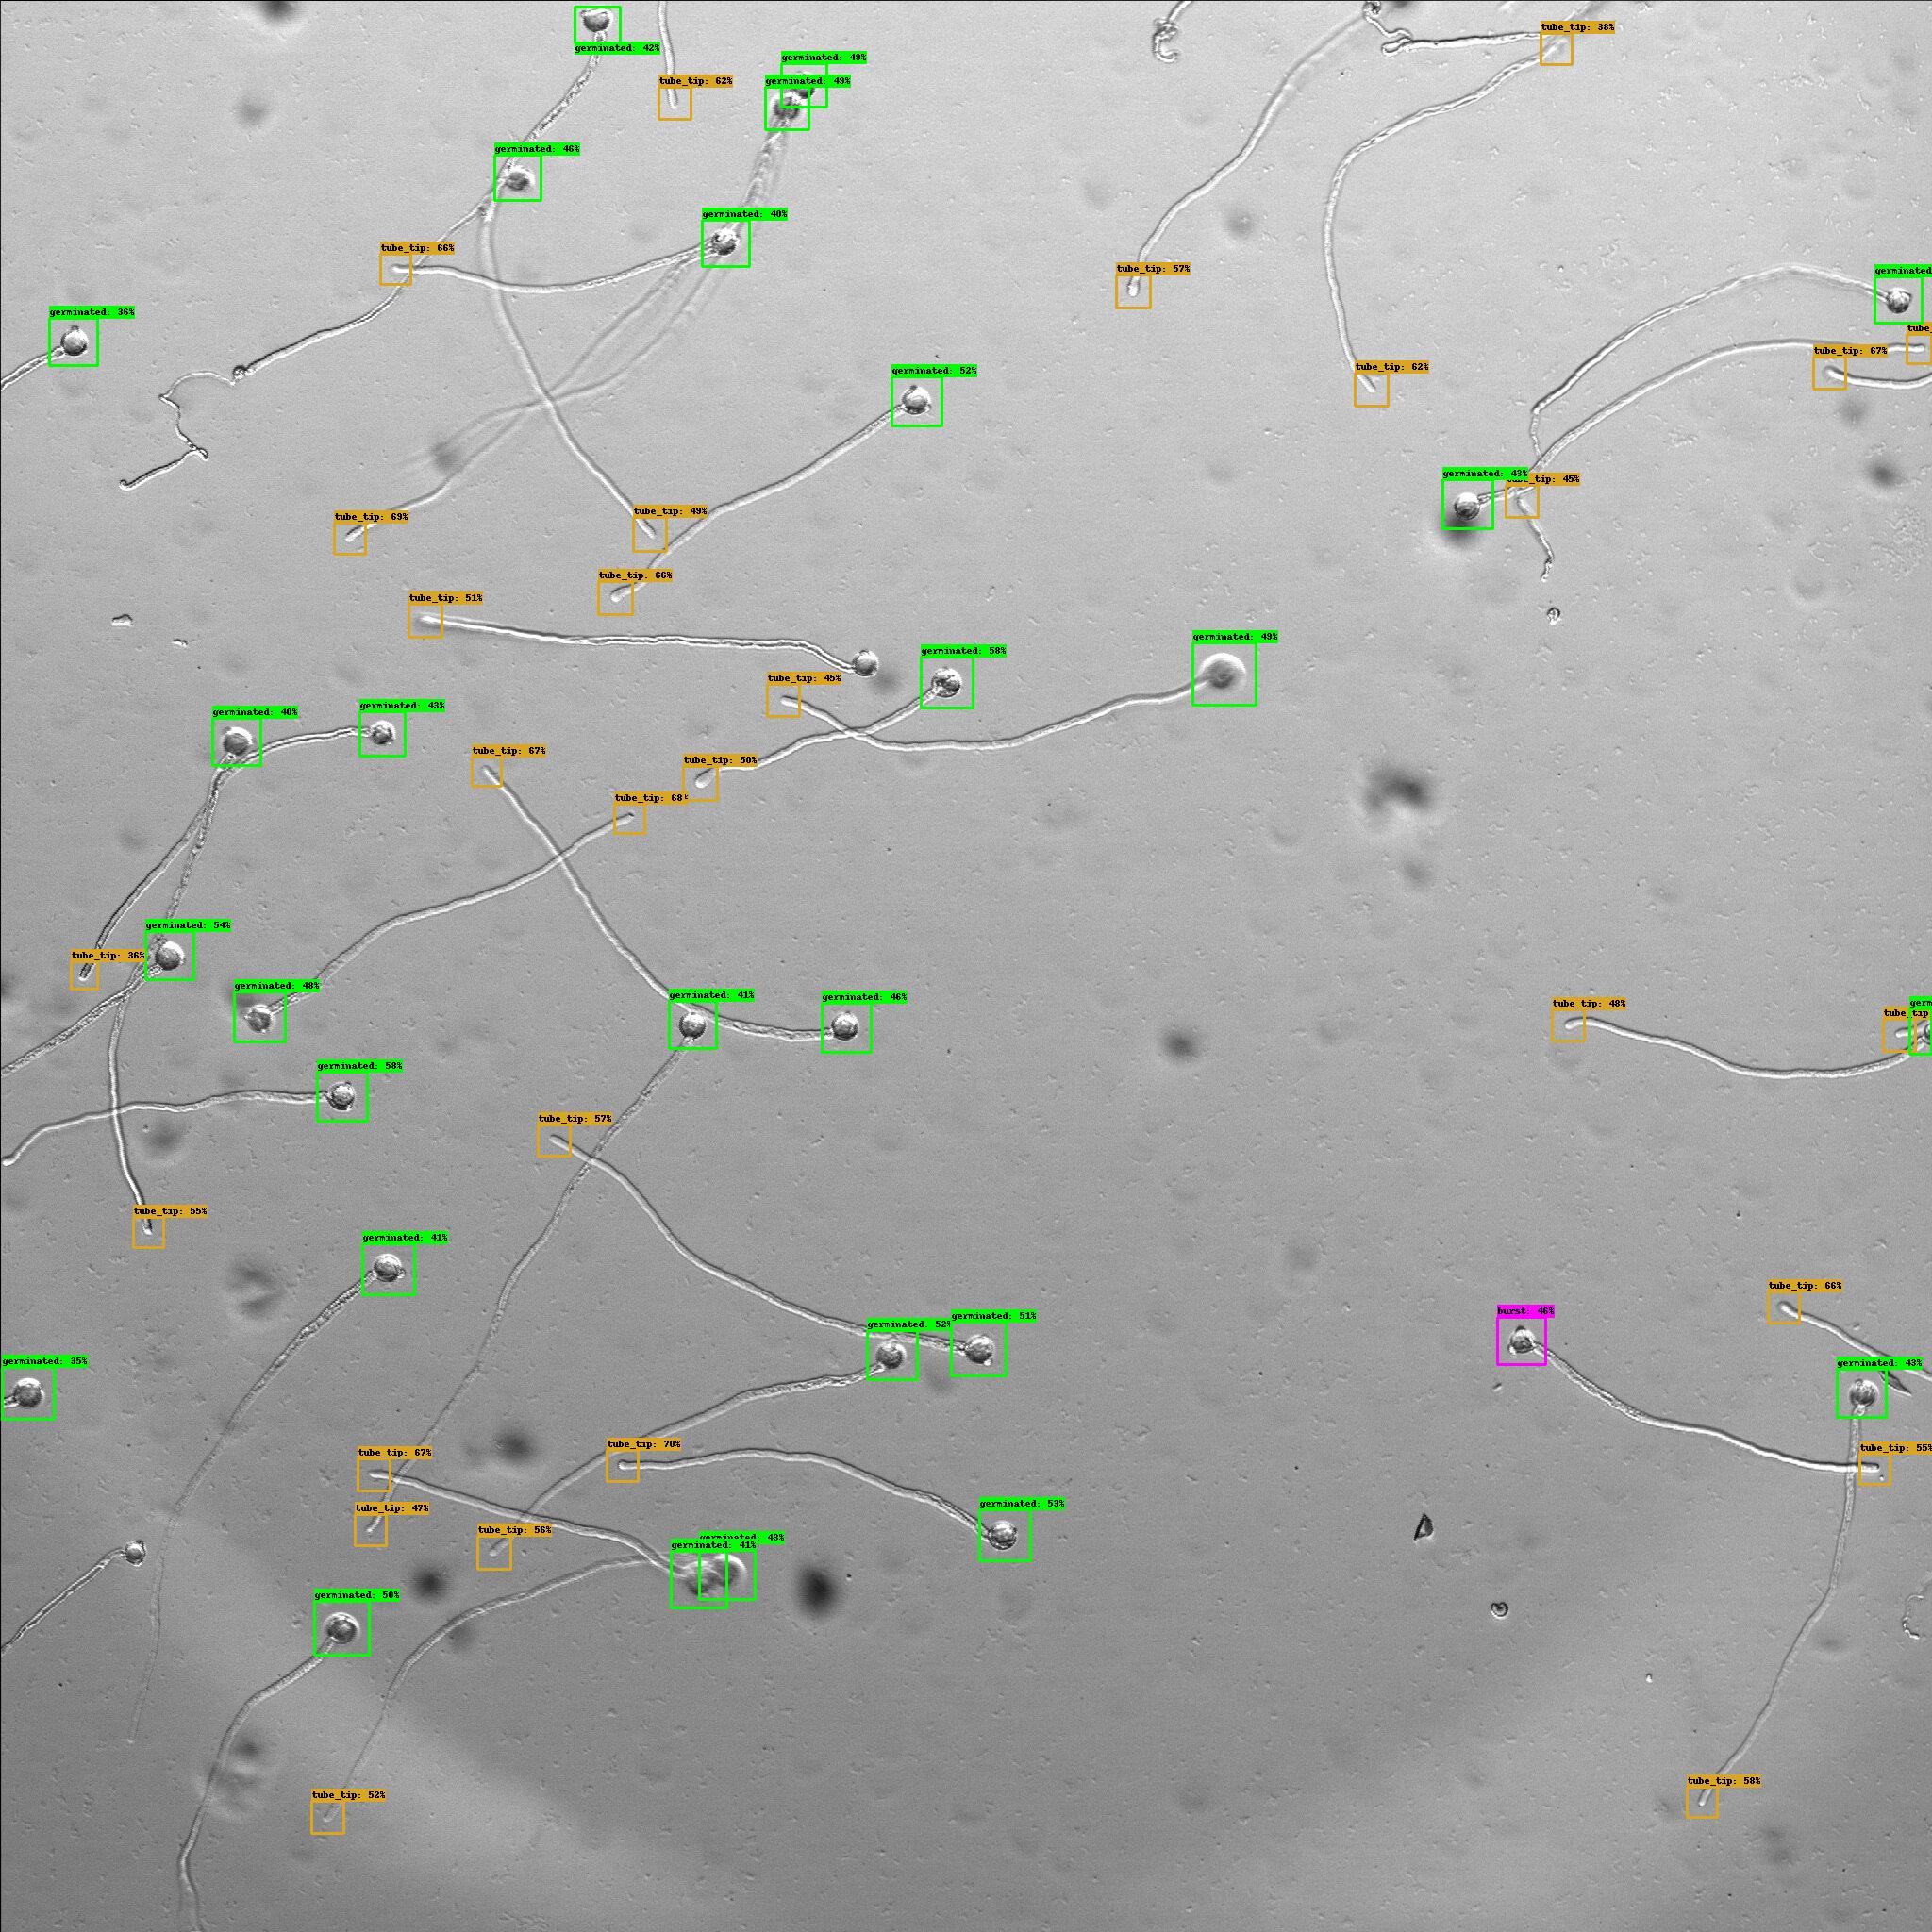 tube_tip: 38%
germinated: 42%
germinated: 49%
tube_tip: 62%
germinated: 49%
germinated: 46%
germinated: 40%
tube_tip: 66%
tube_tip: 57%
germinated
germinated: 36%
tube_
tube_tip: 67%
tube_tip: 62%
germinated: 52%
germinated: 43%
tip: 45%
tube_tip: 49%
tube_tip: 69%
tube_tip: 66%
tube_tip: 51%
germinated: 49%
germinated: 58%
tube_tip: 45%
germinated: 43%
germinated: 40%
tube_tip: 67%
tube_tip: 50%
tube_tip: 68%
germinated: 54%
tube_tip: 36%
germinated: 48%
germinated: 41%
germinated: 46%
tube_tip: 48%
germ
tube_tip
germinated: 58%
tube_tip: 57%
tube_tip: 55%
germinated: 41%
tube_tip: 66%
burst: 46%
germinated: 51%
germinated: 52%
germinated: 35%
germinated: 43%
tube_tip: 70%
tube_tip: 55%
tube_tip: 67%
germinated: 53%
tube_tip: 47%
tube_tip: 56%
germinated: 43%
germinated: 41%
germinated: 50%
tube_tip: 58%
tube_tip: 52%